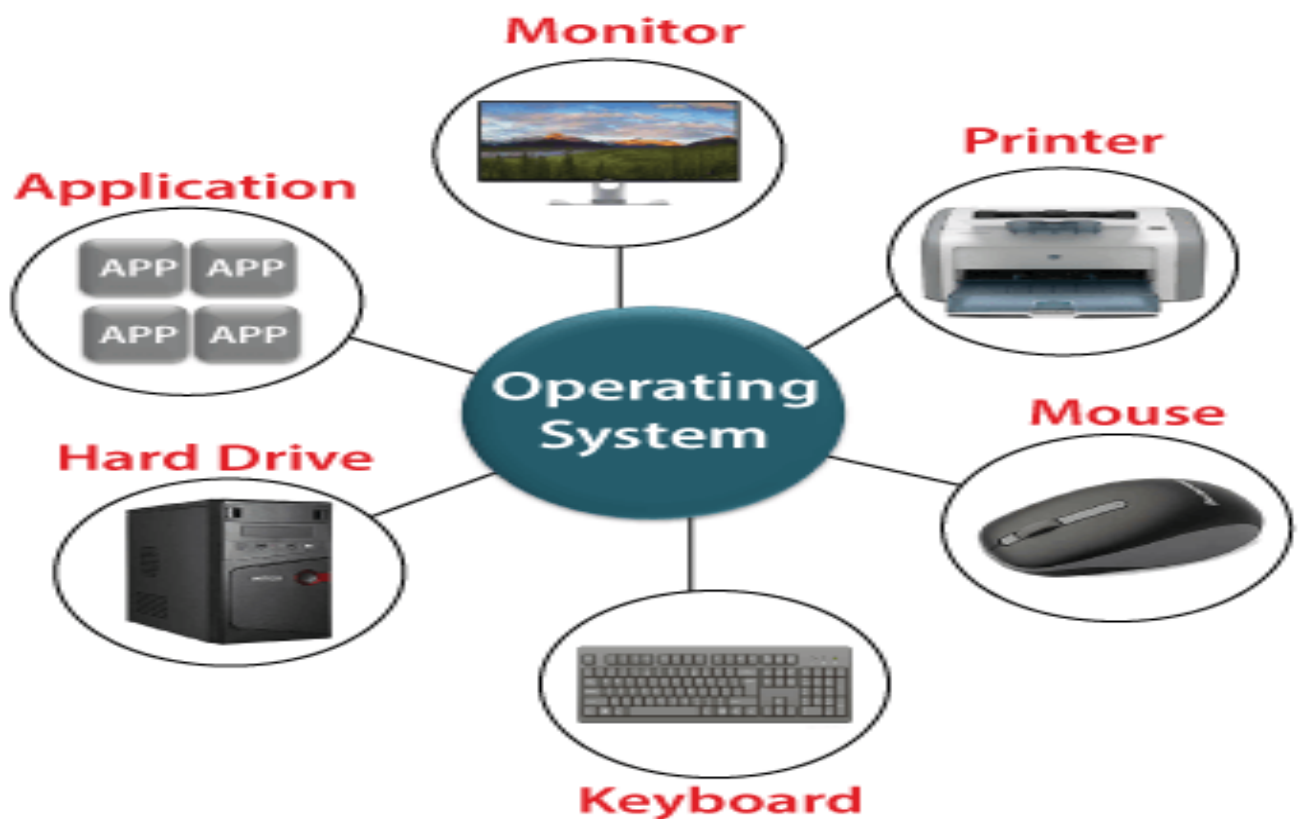 Monitor
Printer
Application
APP APP
APP APP
Operating
System
Mouse
Hard Drive
Keyboard